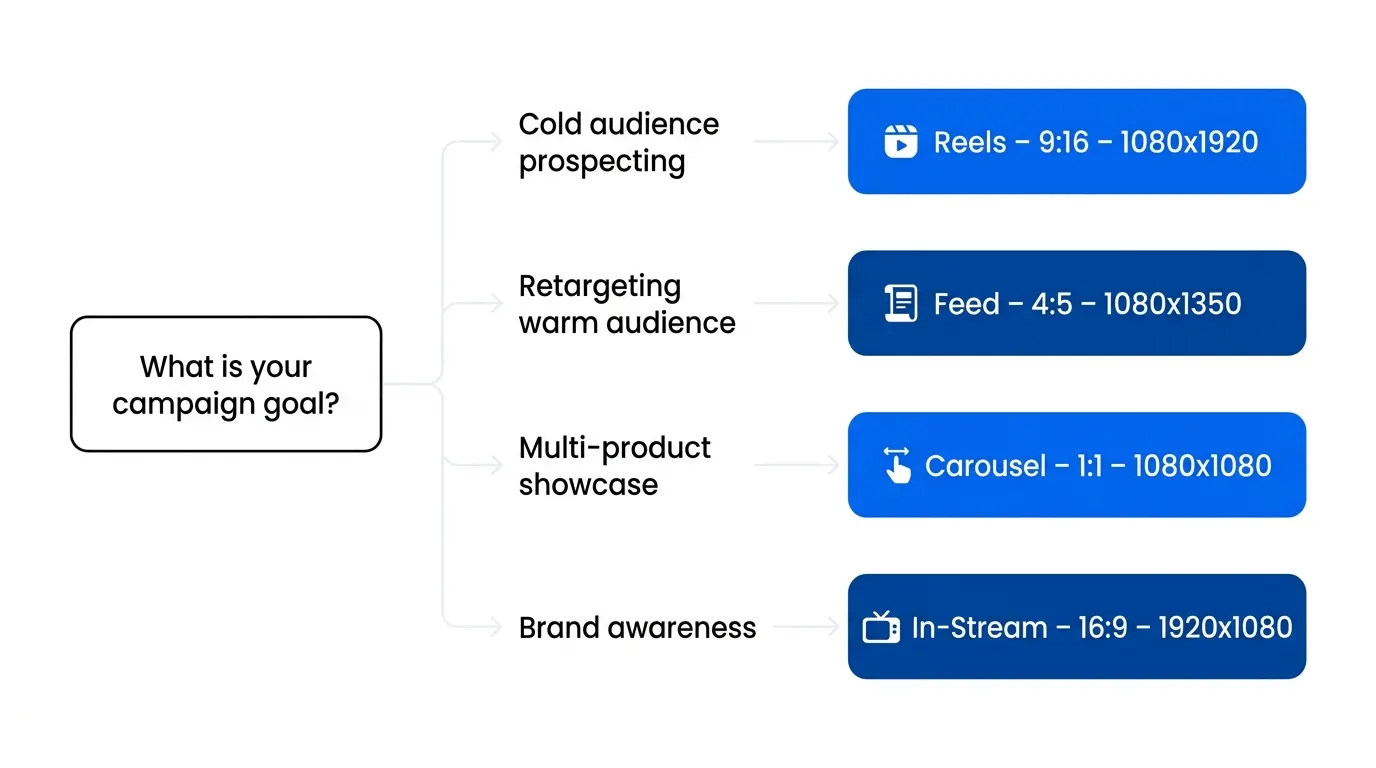 What is your
campaign goal?
Cold audience
prospecting
Reels – 9:16 – 1080x1920
Retargeting
warm audience
Feed – 4:5 – 1080x1350
Multi-product
showcase
Carousel – 1:1 – 1080x1080
Brand awareness
In-Stream – 16:9 – 1920x1080